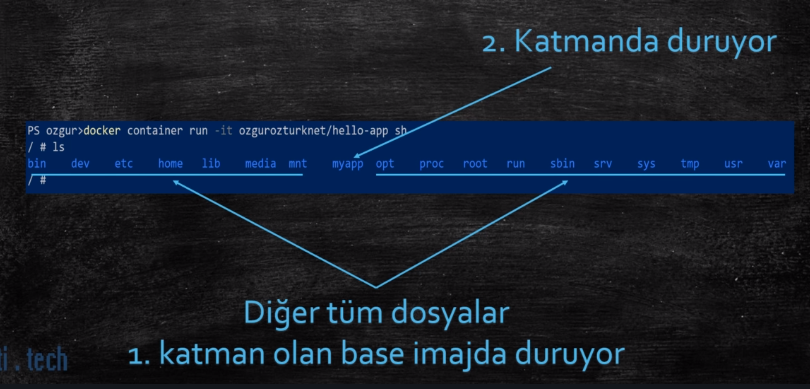 2. Katmanda duruyor
PS ozgur>docker container run -it ozgurozturknet/hello-app sh
/ # ls
bin dev etc home lib media mnt myapp opt proc root run sbin srv sys tmp usr var
/ #
Diğer tüm dosyalar
1. katman olan base imajda duruyor
. tech